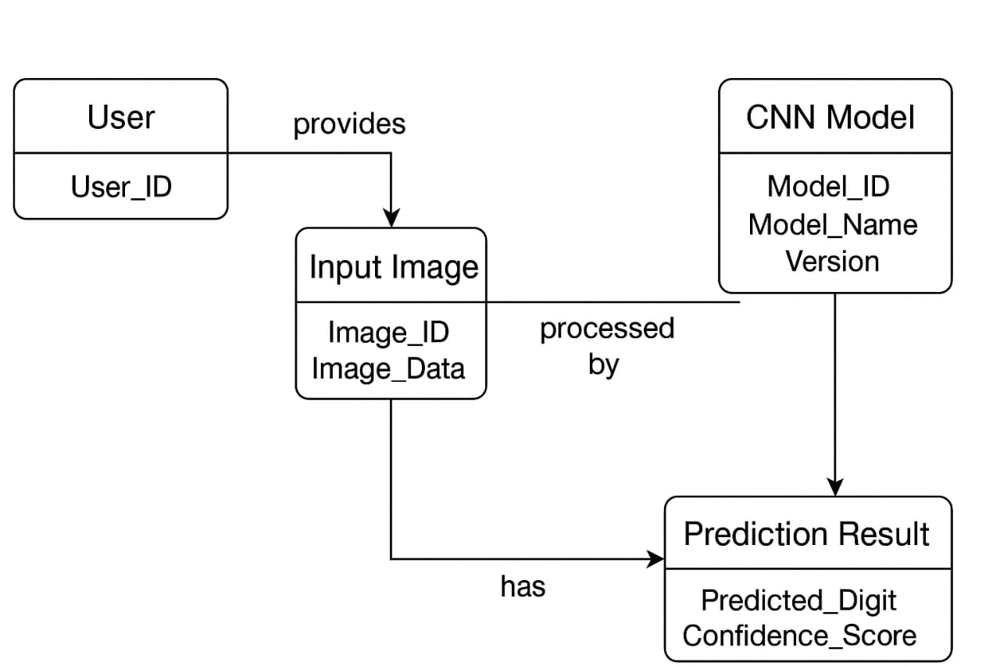 User
User_ID
provides
CNN Model
Model_ID
Model_Name
Version
Input Image
Image_ID
Image_Data
processed
by
has
Prediction Result
Predicted_Digit
Confidence_Score